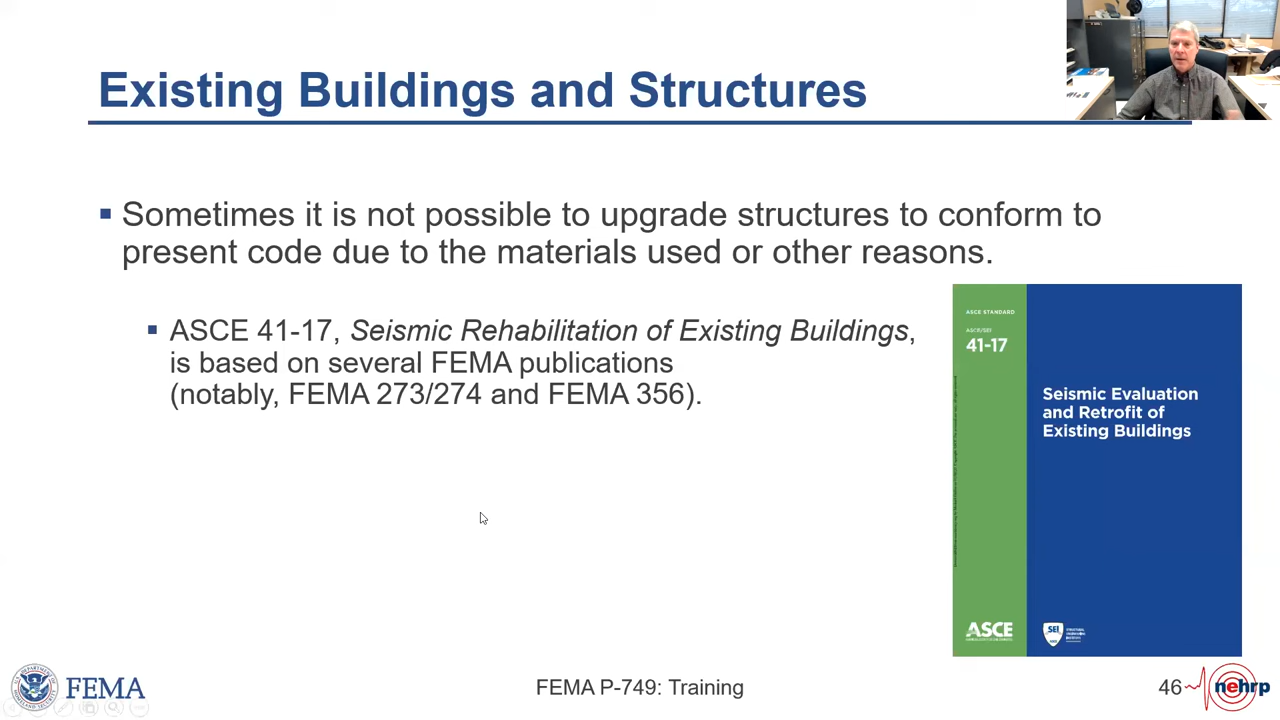 Existing Buildings and Structures
Sometimes it is not possible to upgrade structures to conform to
present code due to the materials used or other reasons.
ASCE 41-17, Seismic Rehabilitation of Existing Buildings,
is based on several FEMA publications
(notably, FEMA 273/274 and FEMA 356).
ASCE STANDARD
ASCE/SEI
41-17
Seismic Evaluation
and Retrofit of
Existing Buildings
ASCE
SEI
FEMA
FEMA P-749: Training
46
nehrp